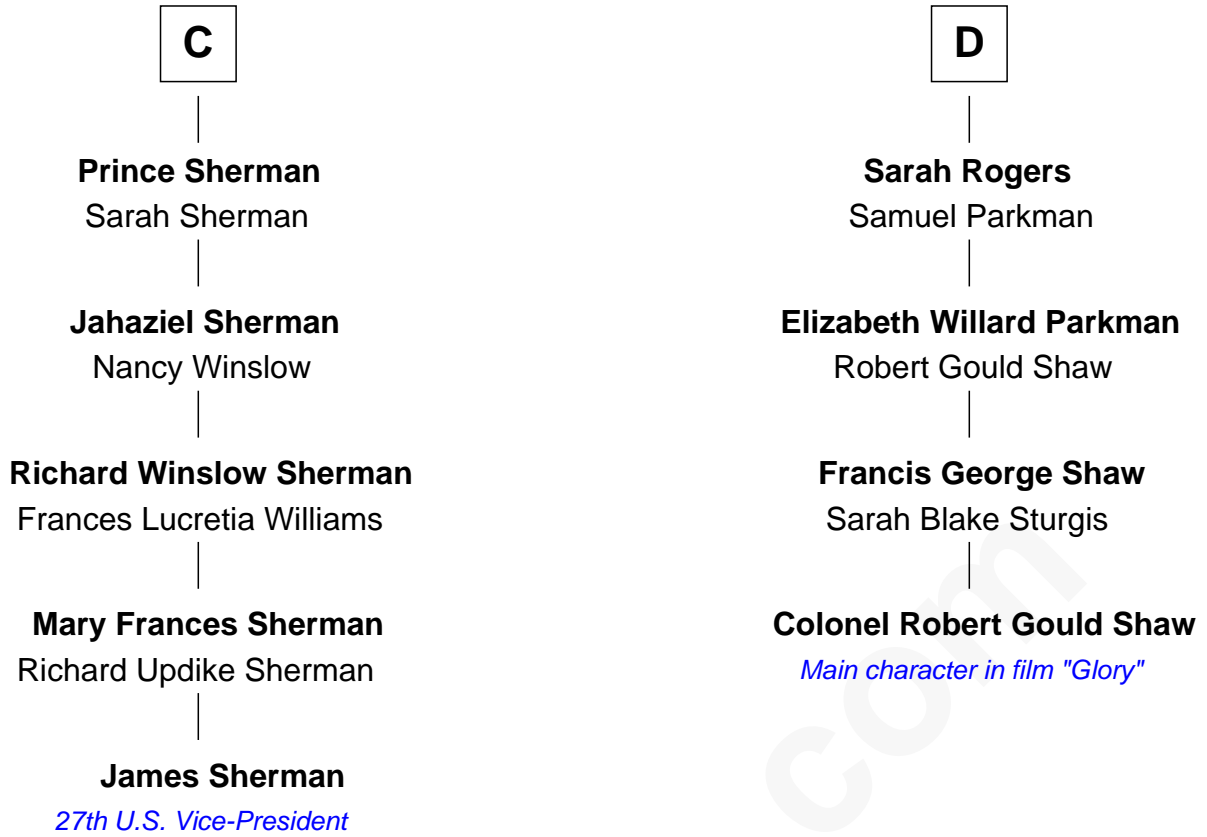 C
Prince Sherman
Sarah Sherman
Jahaziel Sherman
Nancy Winslow
Richard Winslow Sherman
Frances Lucretia Williams
Mary Frances Sherman
Richard Updike Sherman
James Sherman
27th U.S. Vice-President
D
Sarah Rogers
Samuel Parkman
Elizabeth Willard Parkman
Robert Gould Shaw
Francis George Shaw
Sarah Blake Sturgis
Colonel Robert Gould Shaw
Main character in film "Glory"
com